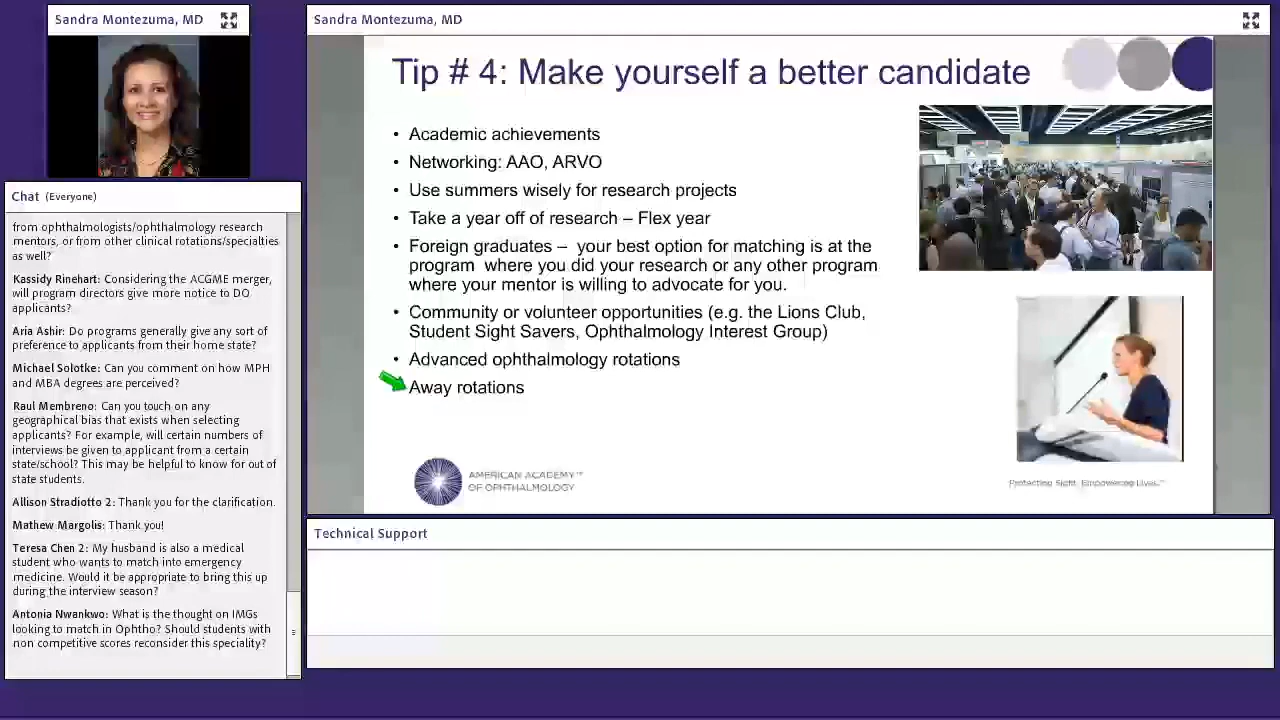 Sandra Montezuma, MD
Chat (Everyone)
from ophthalmologists/ophthalmology research
mentors, or from other clinical rotations/specialties
as well?
Kassidy Rinehart: Considering the ACGME merger,
will program directors give more notice to DO
applicants?
Aria Ashir: Do programs generally give any sort of
preference to applicants from their home state?
Michael Solotke: Can you comment on how MPH
and MBA degrees are perceived?
Raul Membreno: Can you touch on any
geographical bias that exists when selecting
applicants? For example, will certain numbers of
interviews be given to applicant from a certain
state/school? This may be helpful to know for out of
state students.
Allison Stradiotto 2: Thank you for the clarification.
Mathew Margolis: Thank you!
Teresa Chen 2: My husband is also a medical
student who wants to match into emergency
medicine. Would it be appropriate to bring this up
during the interview season?
Antonia Nwankwo: What is the thought on IMGs
looking to match in Ophtho? Should students with
non competitive scores reconsider this speciality?
Sandra Montezuma, MD
Tip # 4: Make yourself a better candidate
• Academic achievements
• Networking: AAO, ARVO
• Use summers wisely for research projects
• Take a year off of research – Flex year
• Foreign graduates – your best option for matching is at the
program where you did your research or any other program
where your mentor is willing to advocate for you.
• Community or volunteer opportunities (e.g. the Lions Club,
Student Sight Savers, Ophthalmology Interest Group)
• Advanced ophthalmology rotations
Away rotations
AMERICAN ACADEMY™
OF OPHTHALMOLOGY
Protecting Sight. Empowering Lives.™
Technical Support